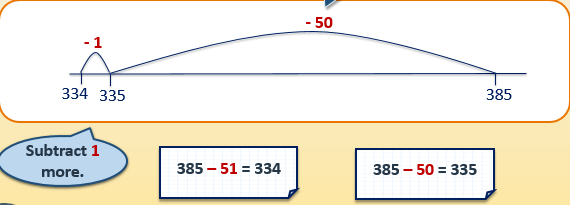 - 50
- 1
334 335 385
Subtract 1
more.
385 – 51 = 334
385 – 50 = 335